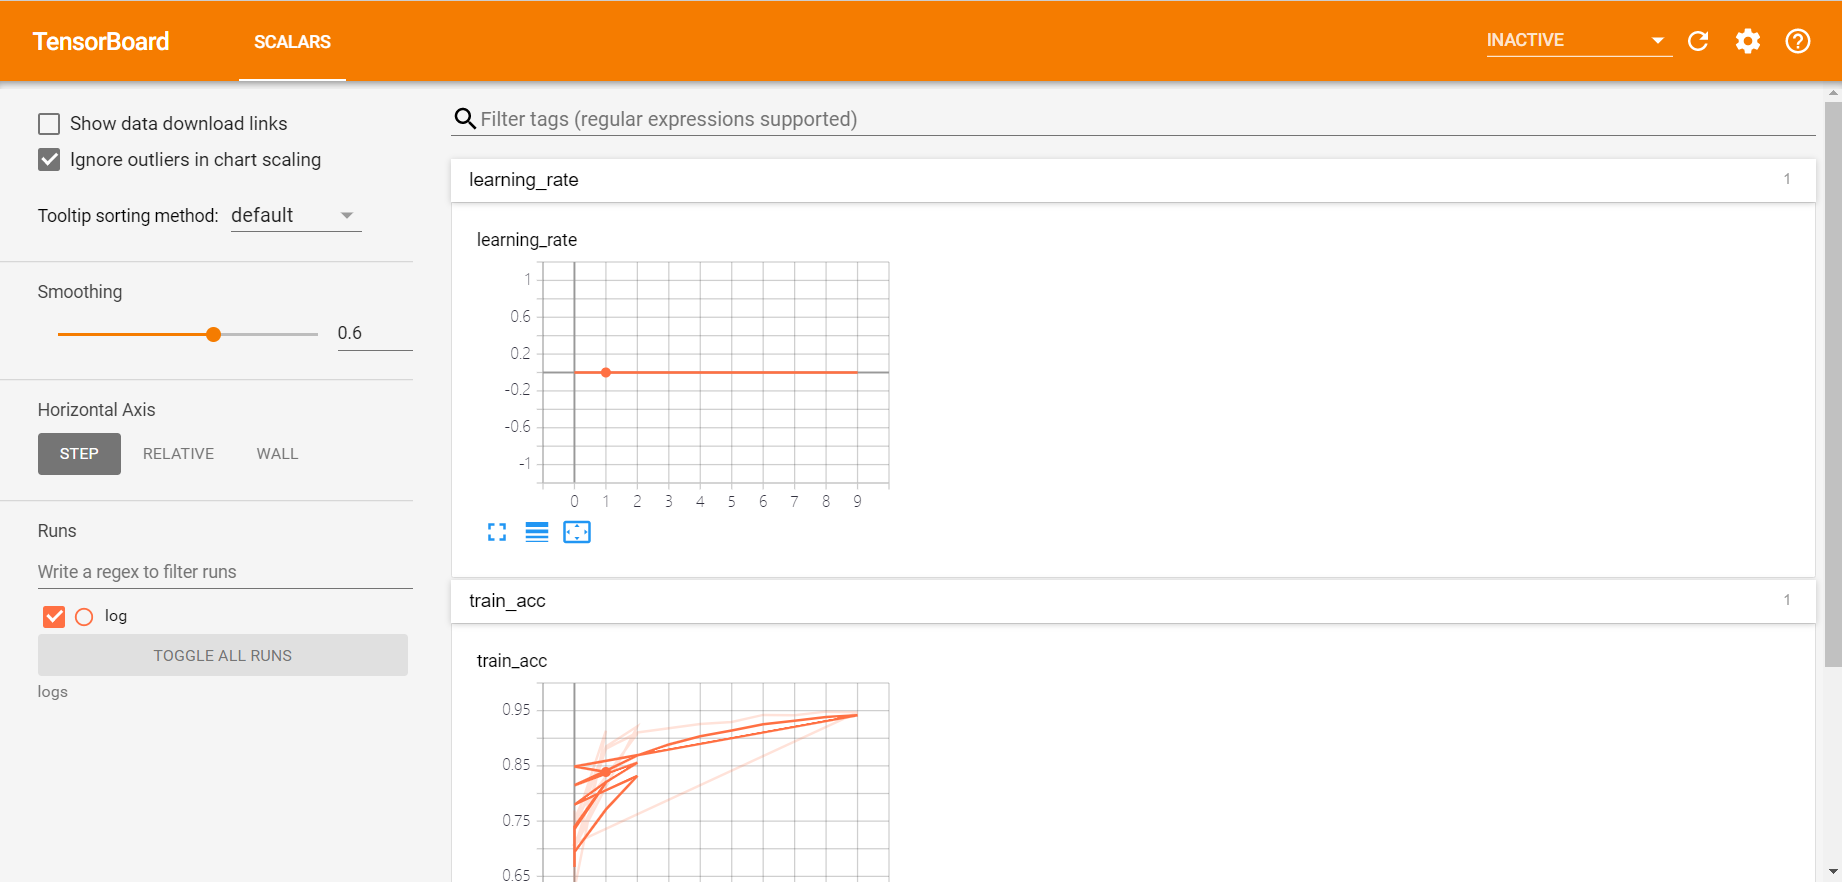 TensorBoard SCALARS INACTIVE
Show data download links
Ignore outliers in chart scaling
Tooltip sorting method: default
Smoothing
0.6
Horizontal Axis
STEP RELATIVE WALL
Runs
Write a regex to filter runs
log
TOGGLE ALL RUNS
logs
Filter tags (regular expressions supported)
learning_rate 1
learning_rate
1
0.6
0.2
-0.2
-0.6
-1
0 1 2 3 4 5 6 7 8 9
train_acc 1
train_acc
0.95
0.85
0.75
0.65